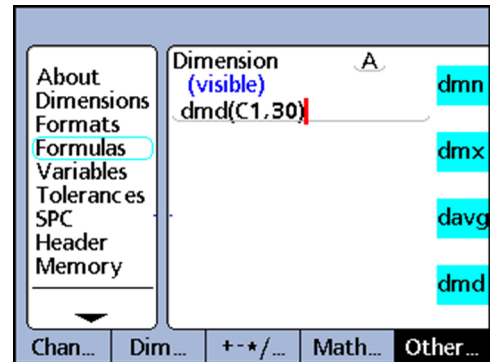 About
Dimensions
Formats
Formulas
Variables
Tolerances
SPC
Header
Memory
Dimension A
(visible)
dmd(C1,30)
dmn
dmx
davg
dmd
Chan... Dim... +-*/... Math... Other...